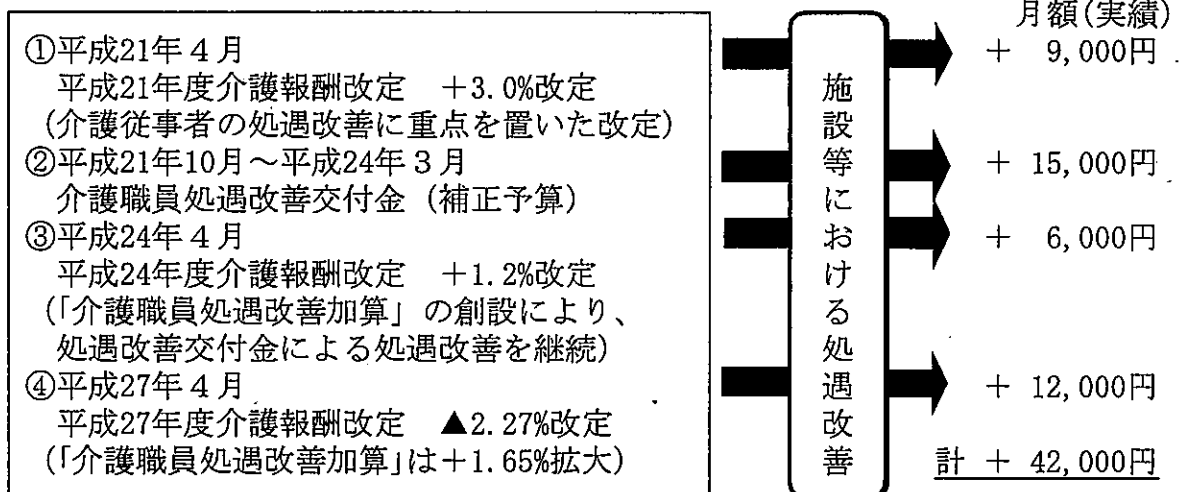 ①平成21年4月
平成21年度介護報酬改定　+3.0%改定
(介護従事者の処遇改善に重点を置いた改定)
②平成21年10月～平成24年3月
介護職員処遇改善交付金（補正予算）
③平成24年4月
平成24年度介護報酬改定　+1.2%改定
(「介護職員処遇改善加算」の創設により、
処遇改善交付金による処遇改善を継続)
④平成27年4月
平成27年度介護報酬改定　▲2.27%改定
(「介護職員処遇改善加算」は+1.65%拡大)
施設等における処遇改善
月額(実績)
+　9,000円
+　15,000円
+　6,000円
+　12,000円
計　+　42,000円